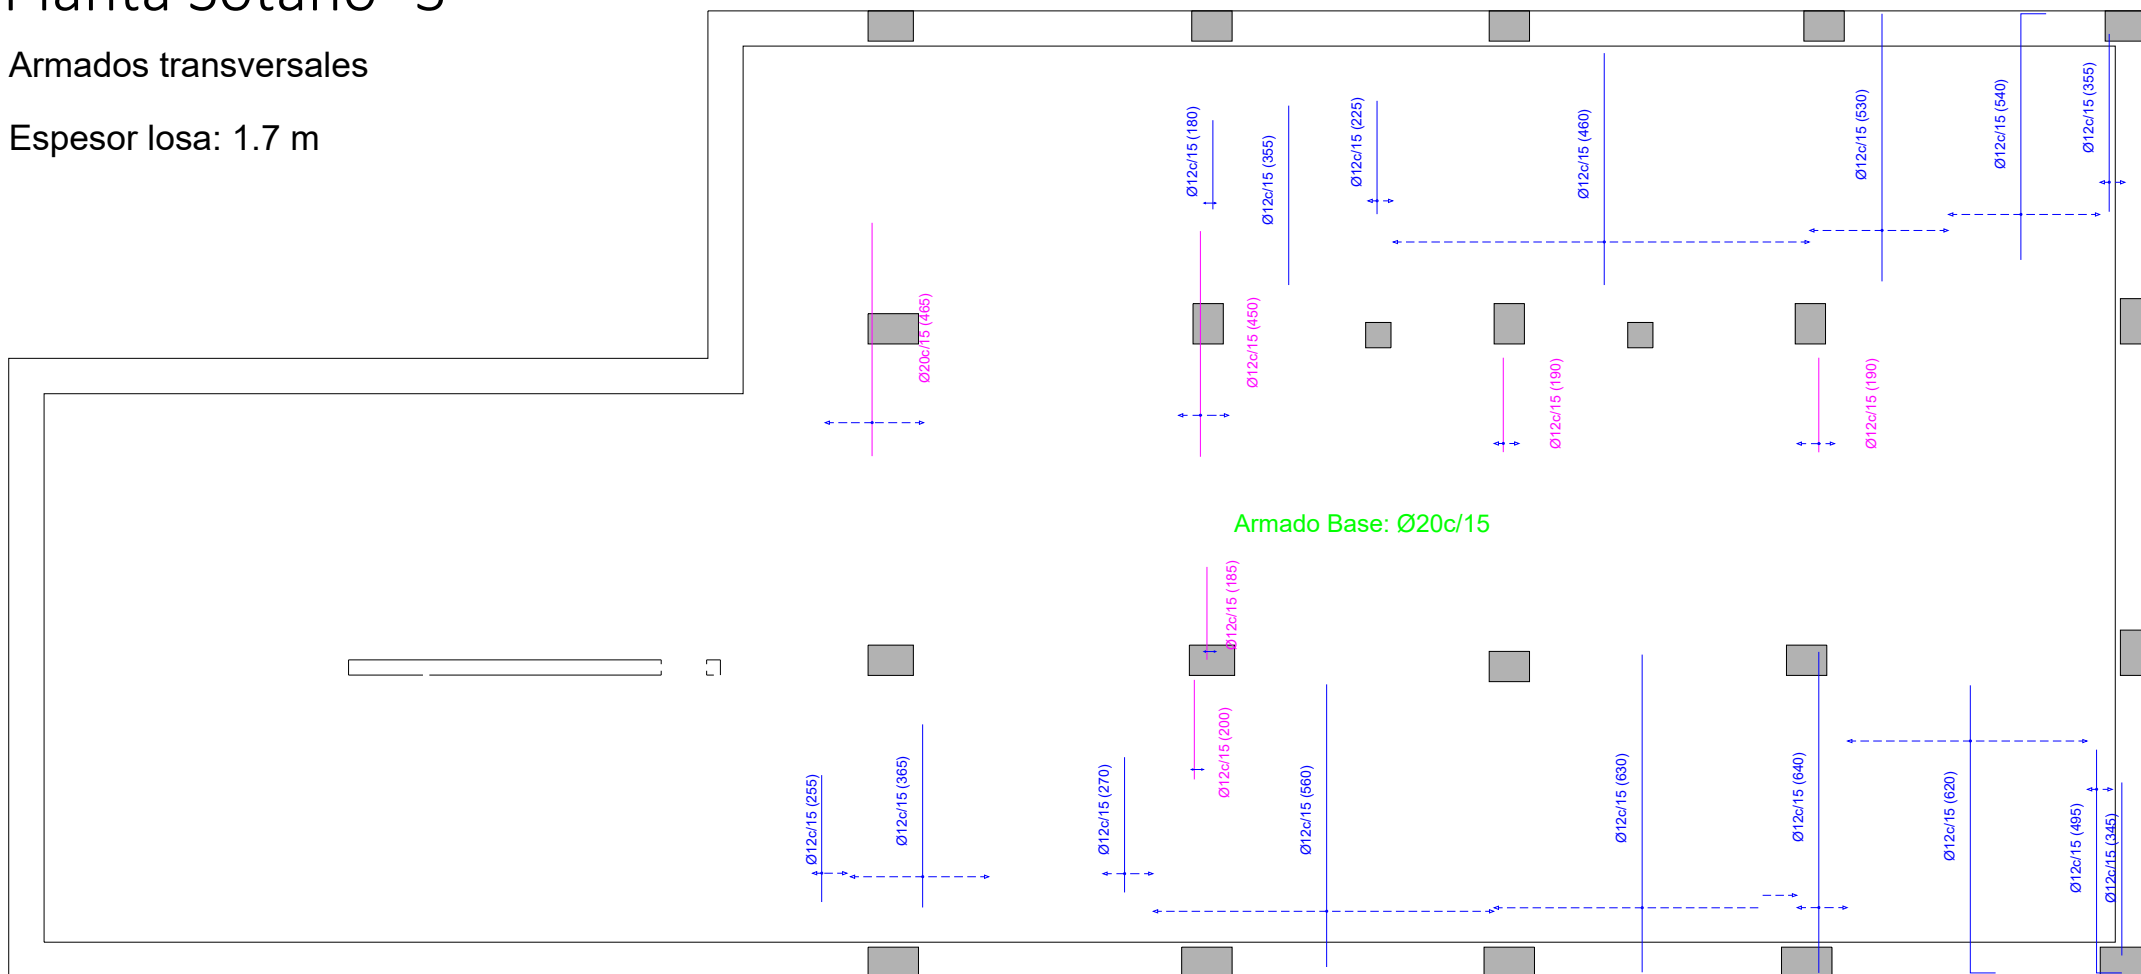 Planta Sótano -3
Armados transversales
Espesor losa: 1.7 m
Ø12c/15 (180)
Ø12c/15 (355)
Ø12c/15 (225)
Ø12c/15 (460)
Ø12c/15 (530)
Ø12c/15 (540)
Ø12c/15 (355)
Ø20c/15 (465)
Ø12c/15 (450)
Ø12c/15 (190)
Ø12c/15 (190)
Armado Base: Ø20c/15
Ø12c/15 (185)
Ø12c/15 (200)
Ø12c/15 (255)
Ø12c/15 (365)
Ø12c/15 (270)
Ø12c/15 (560)
Ø12c/15 (630)
Ø12c/15 (640)
Ø12c/15 (620)
Ø12c/15 (495)
Ø12c/15 (345)